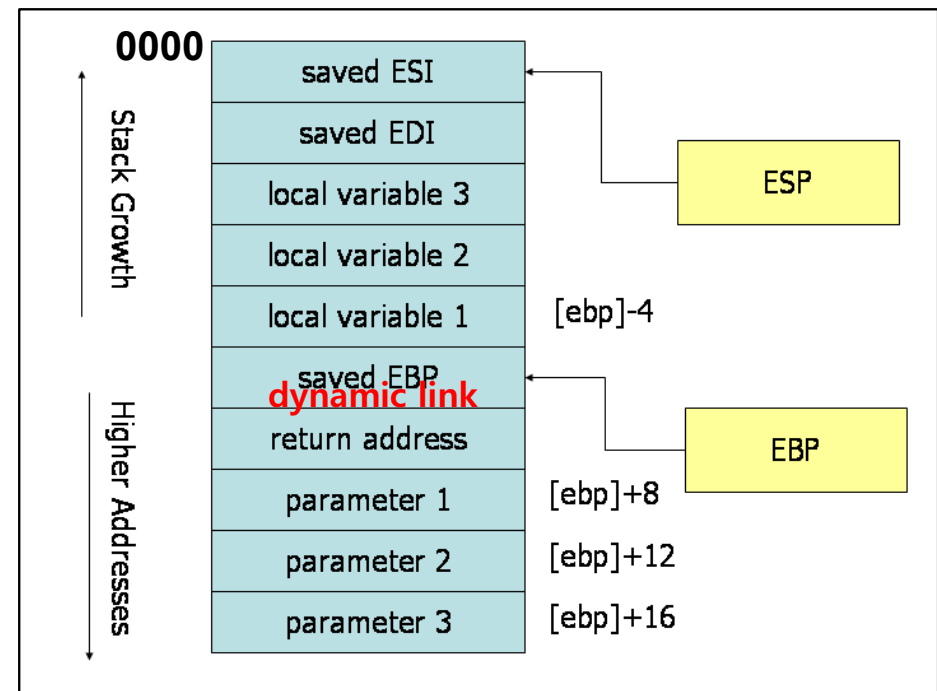 0000
saved ESI
saved EDI
ESP
local variable 3
local variable 2
local variable 1
[ebp]-4
saved EBP
dynamic link
return address
EBP
parameter 1
[ebp]+8
parameter 2
[ebp]+12
parameter 3
[ebp]+16
Stack Growth
Higher Addresses